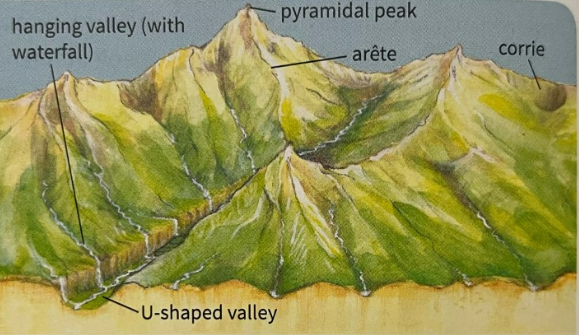 pyramidal peak
hanging valley (with
waterfall)
arête
corrie
U-shaped valley